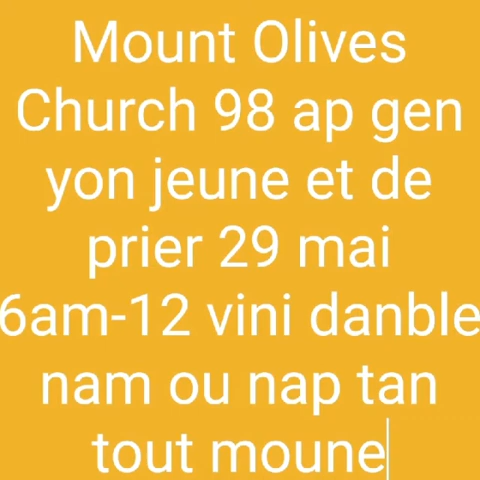 Mount Olives
Church 98 ap gen
yon jeune et de
prier 29 mai
6am-12 vini danble
nam ou nap tan
tout moune